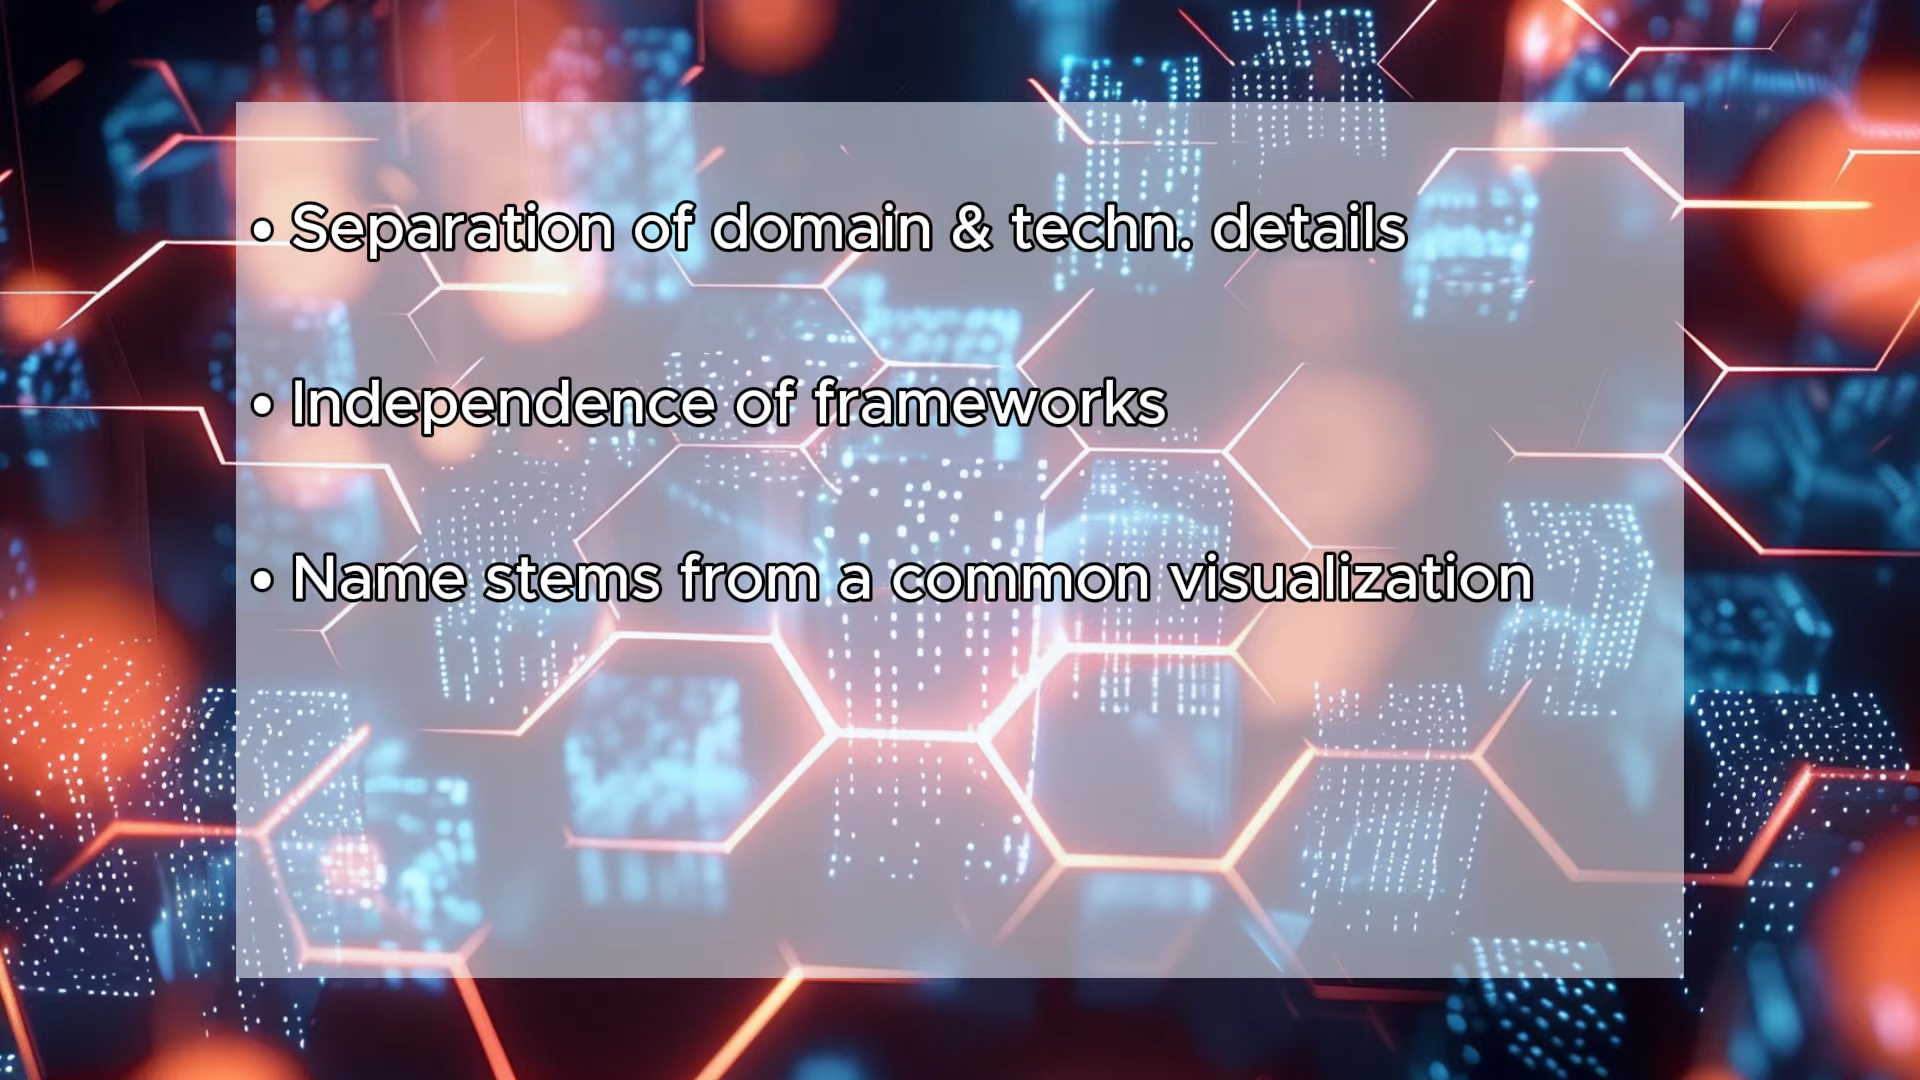 • Separation of domain & techn. details
• Independence of frameworks
• Name stems from a common visualization